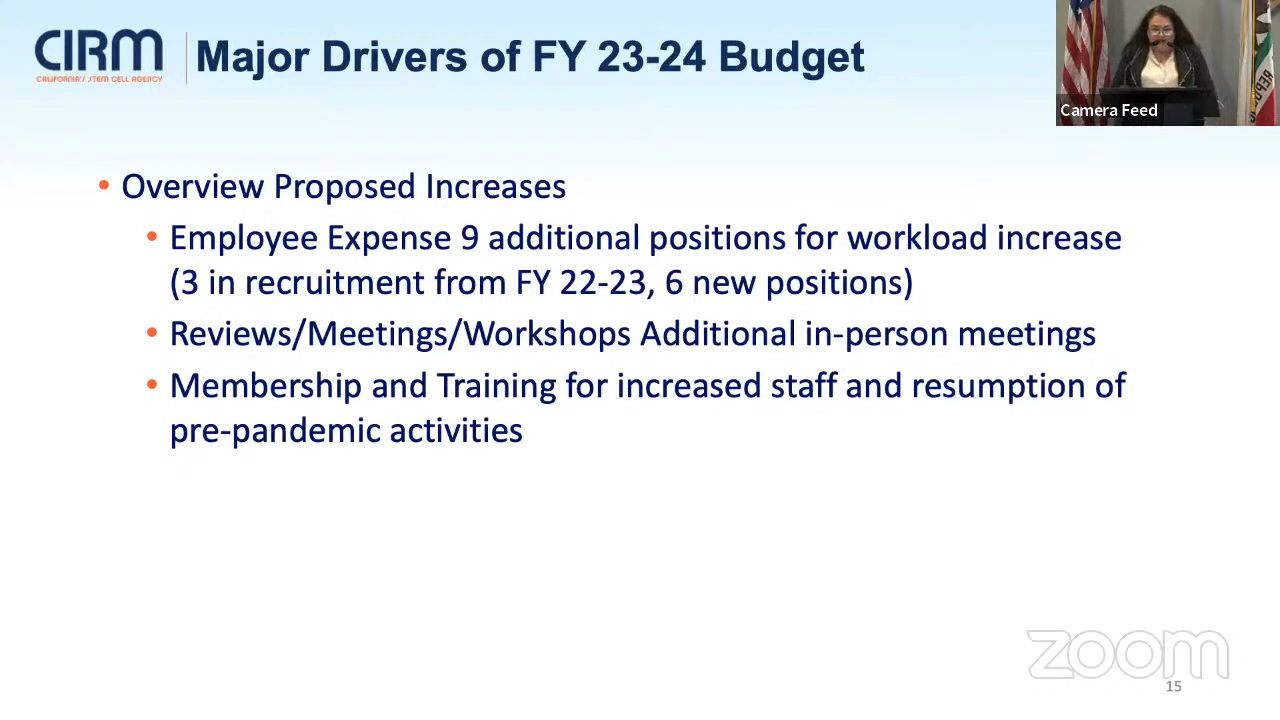 CIRM
CALIFORNIA'S STEM CELL AGENCY
Major Drivers of FY 23-24 Budget
Camera Feed
• Overview Proposed Increases
• Employee Expense 9 additional positions for workload increase
(3 in recruitment from FY 22-23, 6 new positions)
• Reviews/Meetings/Workshops Additional in-person meetings
• Membership and Training for increased staff and resumption of
pre-pandemic activities
zoom
15